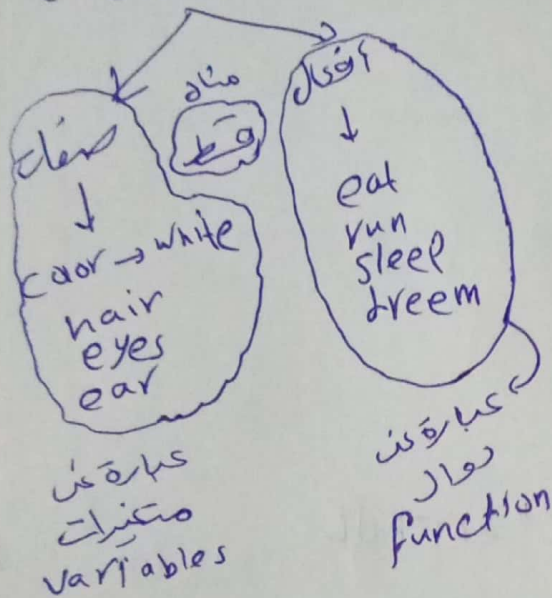 صفات
color → white
hair
eyes
ear
عبارة عن
متغيرات
variables
مثال
قط
أفعال
eat
run
sleep
dreem
عبارة عن
دوال
function